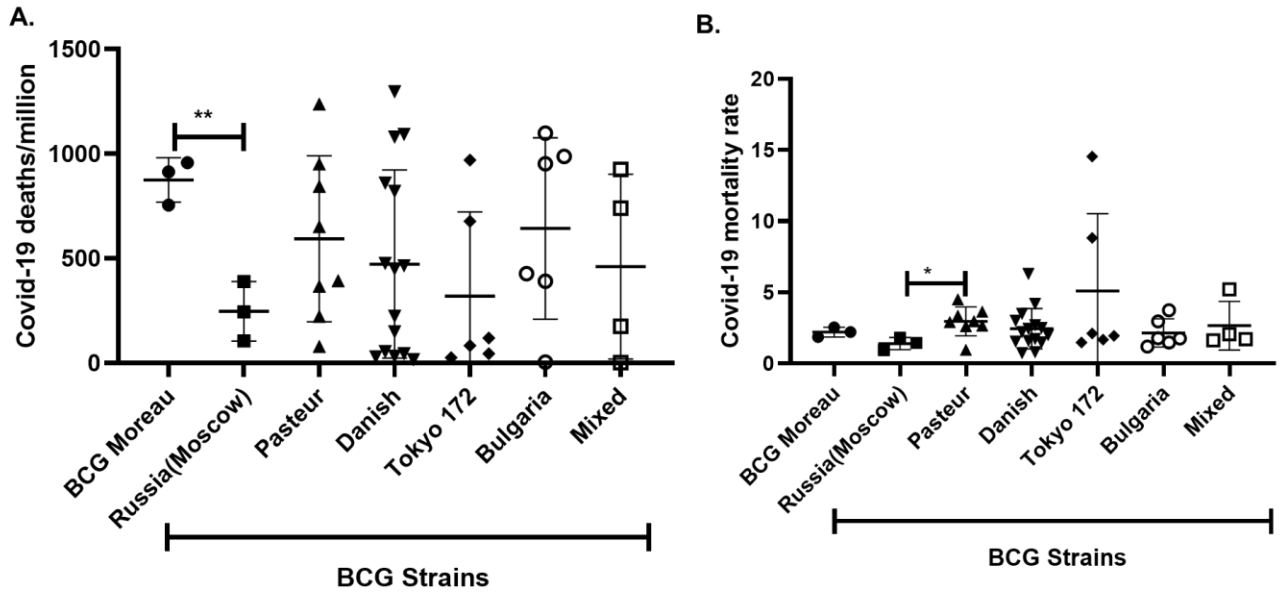 A.
Covid-19 deaths/million
1500
1000
500
0
**
BCG Moreau
Russia(Moscow)
Pasteur
Danish
Tokyo 172
Bulgaria
Mixed
BCG Strains
B.
Covid-19 mortality rate
20
15
10
5
0
*
BCG Moreau
Russia(Moscow)
Pasteur
Danish
Tokyo 172
Bulgaria
Mixed
BCG Strains